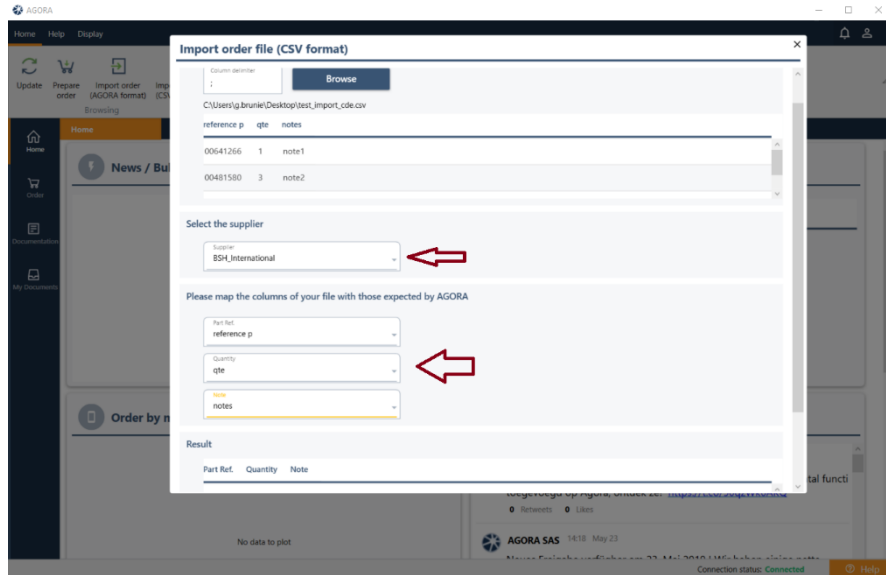 AGORA
Home Help Display
Import order file (CSV format)
Column delimiter
;
Browse
Update
Prepare order
Import order (AGORA format)
Browsing
C:\Users\g.brunie\Desktop\test_import_cde.csv
reference p qte notes
00641266 1 note1
00481580 3 note2
Home
Home
Order
Documentation
My Documents
News / Bul
Select the supplier
Supplier
BSH_International
Please map the columns of your file with those expected by AGORA
Part Ref.
reference p
Quantity
qte
Note
notes
Order by m
Result
Part Ref. Quantity Note
tal functi
0 Retweets 0 Likes
No data to plot
AGORA SAS 14:18 May 23
Connection status: Connected
Help